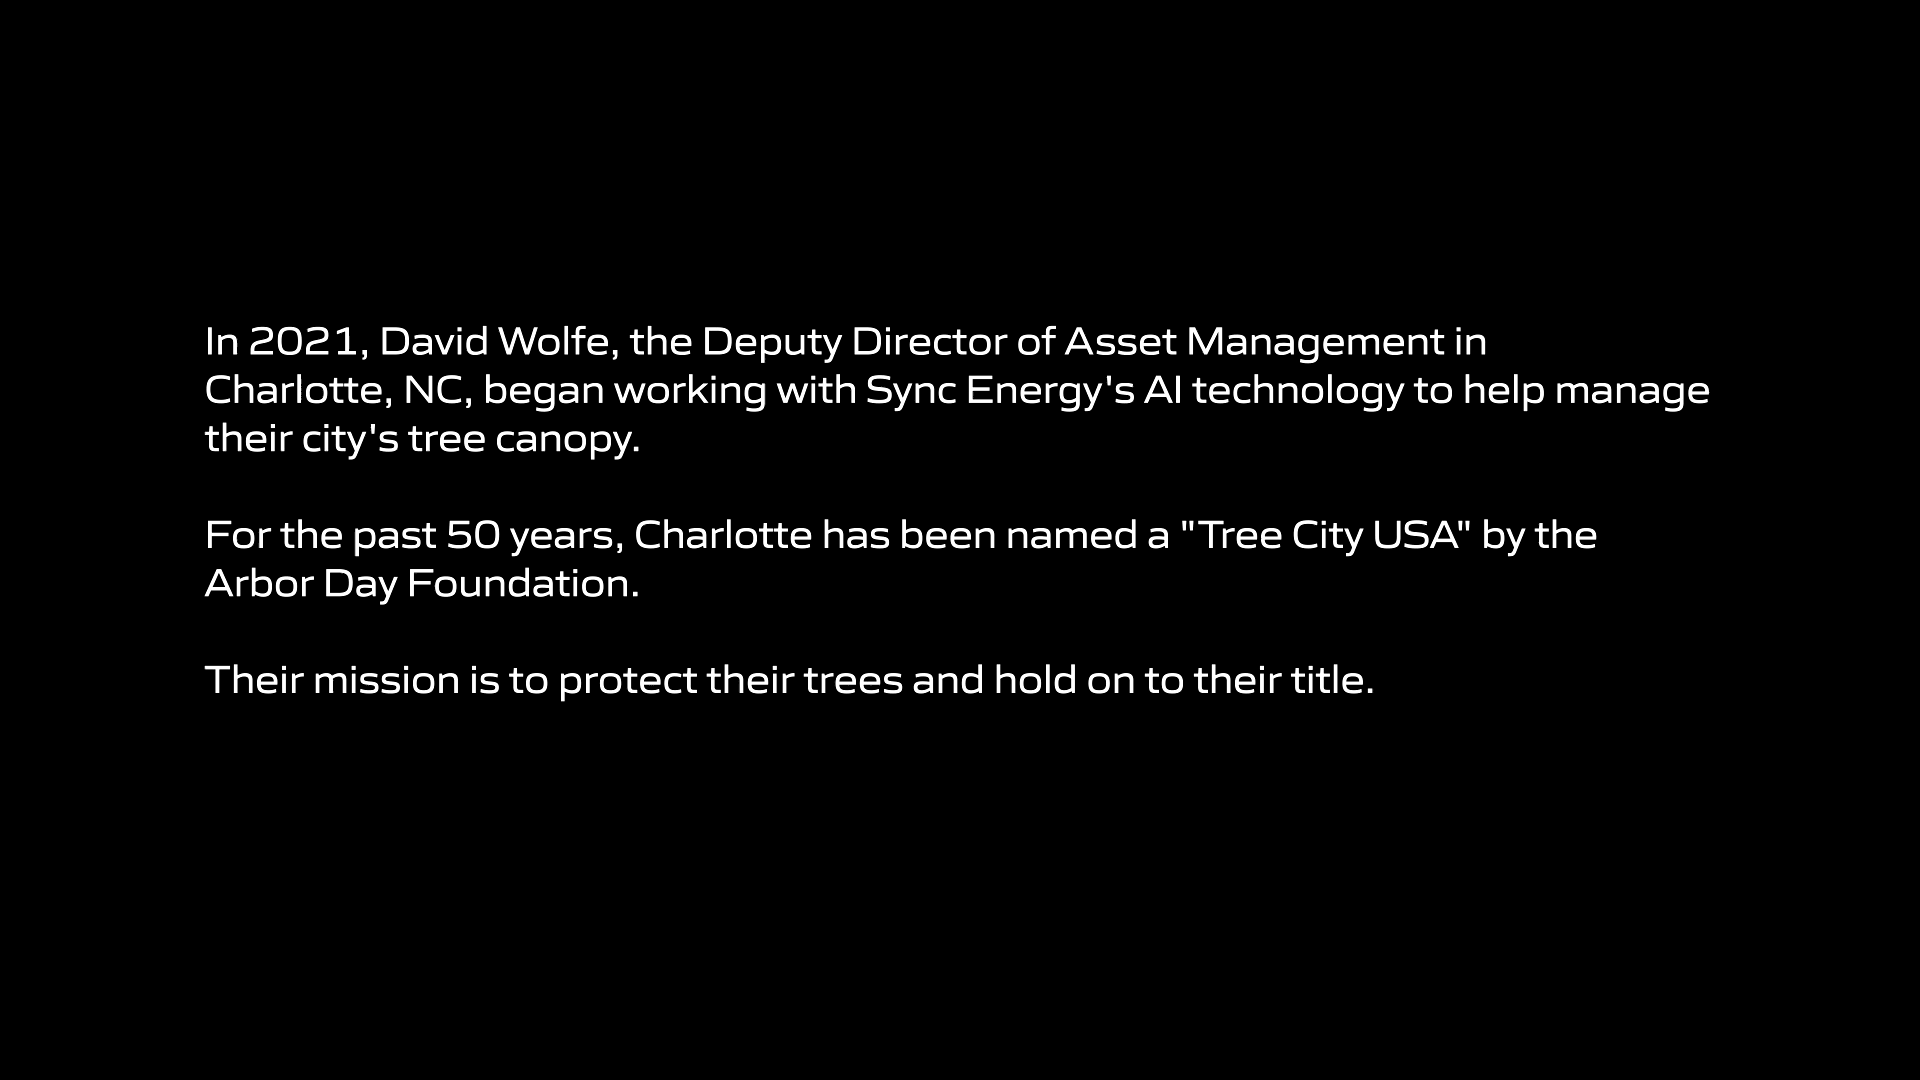 In 2021, David Wolfe, the Deputy Director of Asset Management in
Charlotte, NC, began working with Sync Energy's AI technology to help manage
their city's tree canopy.
For the past 50 years, Charlotte has been named a "Tree City USA" by the
Arbor Day Foundation.
Their mission is to protect their trees and hold on to their title.